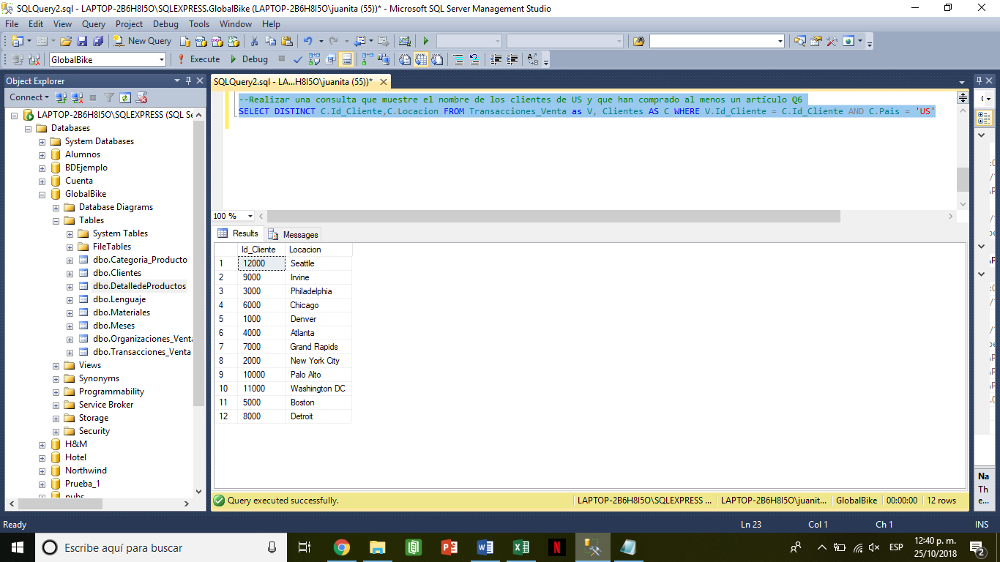 SQLQuery2.sql - LAPTOP-2B6H8I5O\SQLEXPRESS.GlobalBike (LAPTOP-2B6H8I5O\juanita (55))* - Microsoft SQL Server Management Studio
File Edit View Query Project Debug Tools Window Help
New Query
GlobalBike Execute Debug
Object Explorer
Connect
LAPTOP-2B6H8I5O\SQLEXPRESS (SQL Se
Databases
System Databases
Alumnos
BDEjemplo
Cuenta
GlobalBike
Database Diagrams
Tables
System Tables
FileTables
dbo.Categoria_Producto
dbo.Clientes
dbo.DetalledeProductos
dbo.Lenguaje
dbo.Materiales
dbo.Meses
dbo.Organizaciones_Venta
dbo.Transacciones_Venta
Views
Synonyms
Programmability
Service Broker
Storage
Security
H&M
Hotel
Northwind
Prueba_1
pubs
SQLQuery2.sql - LA...H8I5O\juanita (55))*
--Realizar una consulta que muestre el nombre de los clientes de US y que han comprado al menos un artículo Q6
SELECT DISTINCT C.Id_Cliente,C.Locacion FROM Transacciones_Venta as V, Clientes AS C WHERE V.Id_Cliente = C.Id_Cliente AND C.Pais = 'US'
100 %
Results Messages
Id_Cliente Locacion
1 12000 Seattle
2 9000 Irvine
3 3000 Philadelphia
4 6000 Chicago
5 1000 Denver
6 4000 Atlanta
7 7000 Grand Rapids
8 2000 New York City
9 10000 Palo Alto
10 11000 Washington DC
11 5000 Boston
12 8000 Detroit
Query executed successfully. LAPTOP-2B6H8I5O\SQLEXPRESS ... LAPTOP-2B6H8I5O\juanit... GlobalBike 00:00:00 12 rows
Na
Th
e...
Ready Ln 23 Col 1 Ch 1 INS
Escribe aquí para buscar
ESP
12:40 p. m.
25/10/2018
2